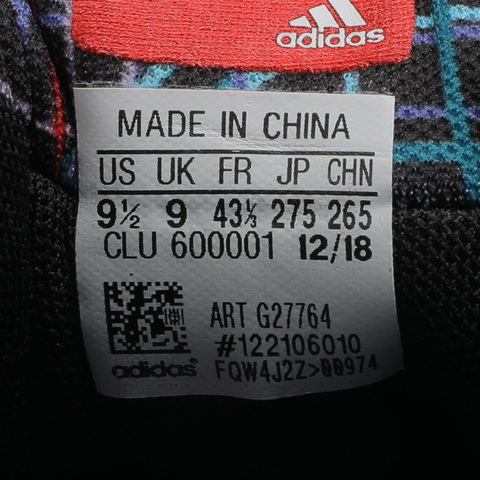 adidas
MADE IN CHINA
US UK FR JP CHN
9½ 9 43⅓ 275 265
CLU 600001 12/18
ART G27764
#122106010
adidas® FQW4J2Z>00974